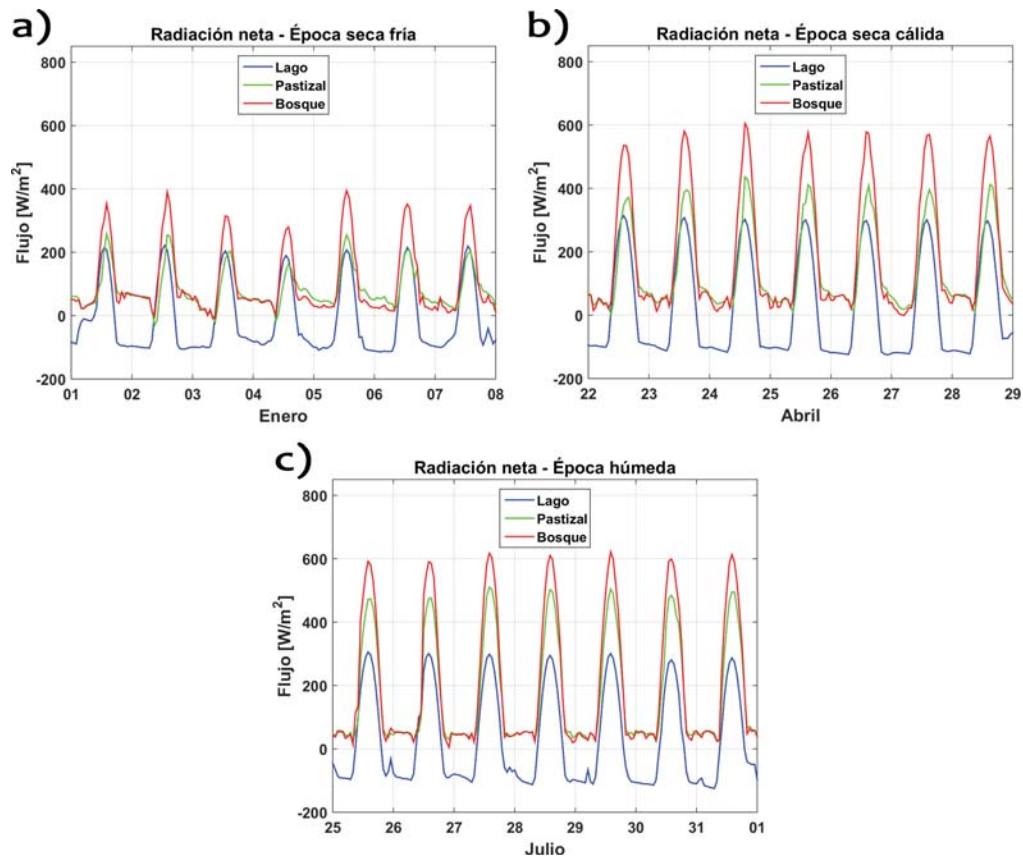 a)
Radiación neta - Época seca fría
Lago
Pastizal
Bosque
800
600
400
200
0
-200
Flujo [W/m²]
01 02 03 04 05 06 07 08
Enero
b)
Radiación neta - Época seca cálida
Lago
Pastizal
Bosque
800
600
400
200
0
-200
Flujo [W/m²]
22 23 24 25 26 27 28 29
Abril
c)
Radiación neta - Época húmeda
Lago
Pastizal
Bosque
800
600
400
200
0
-200
Flujo [W/m²]
25 26 27 28 29 30 31 01
Julio